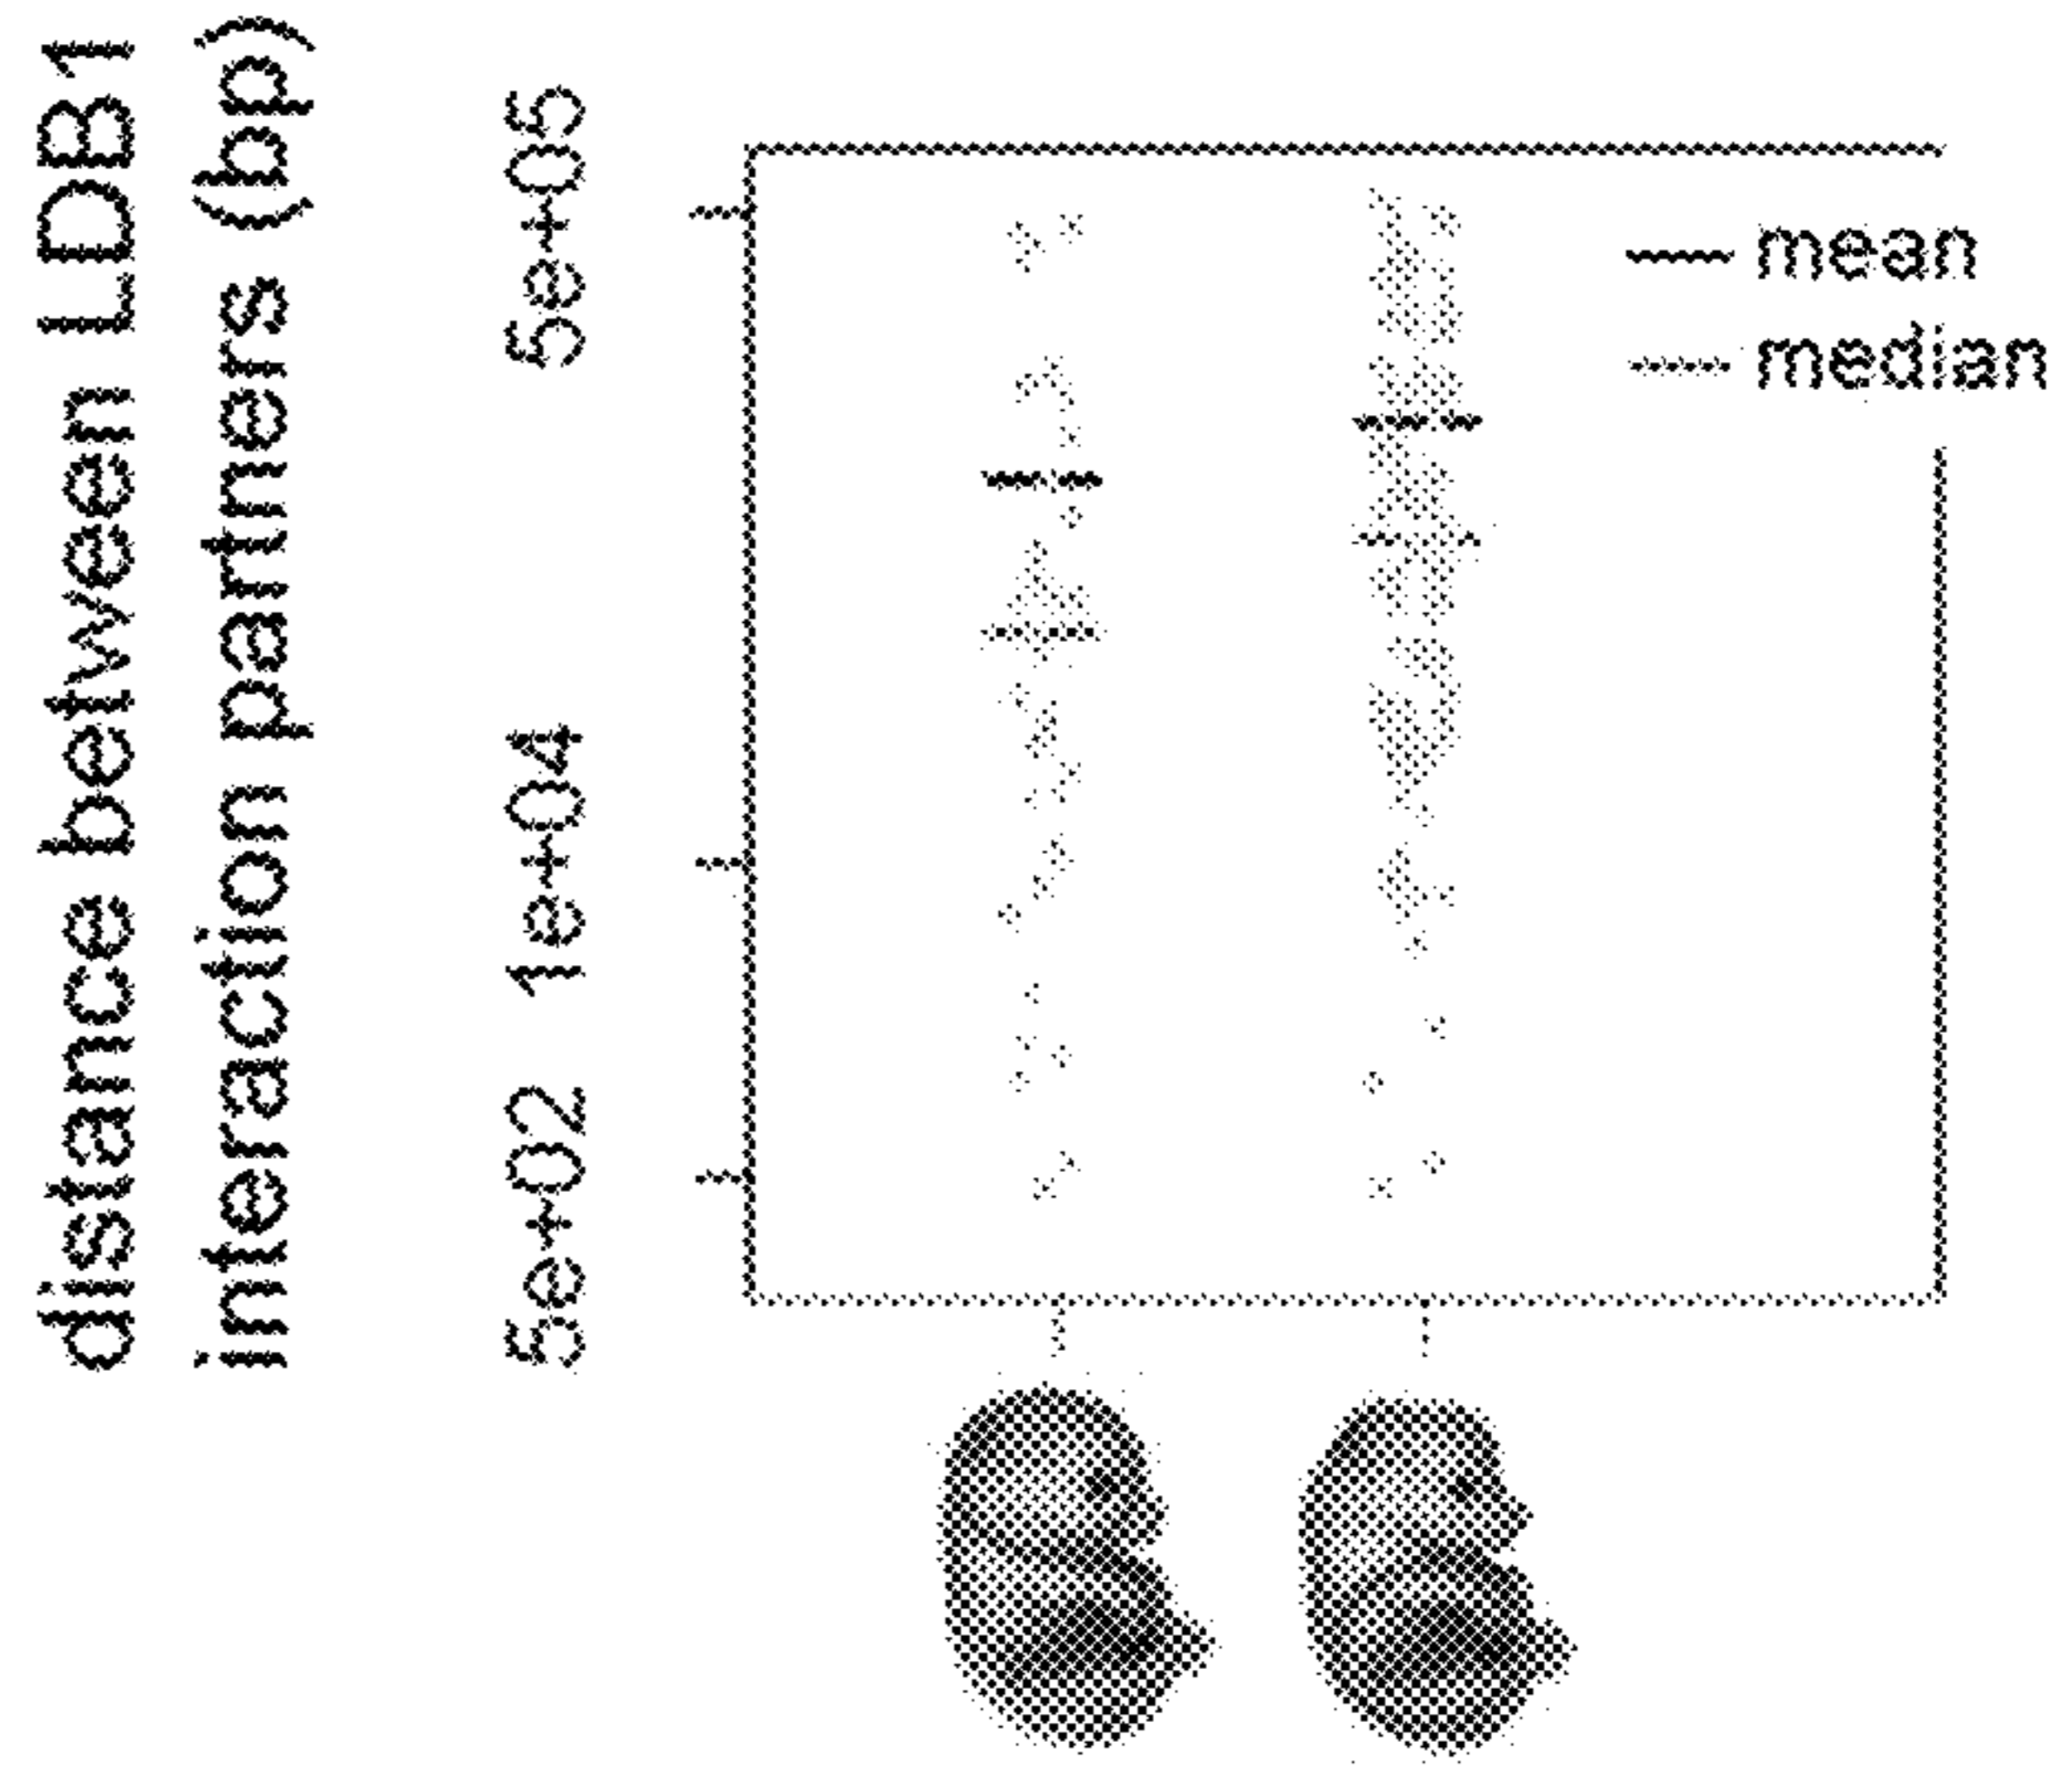 distance between LDB1
interaction partners (bp)
5e+05
1e+04
5e+02
mean
median